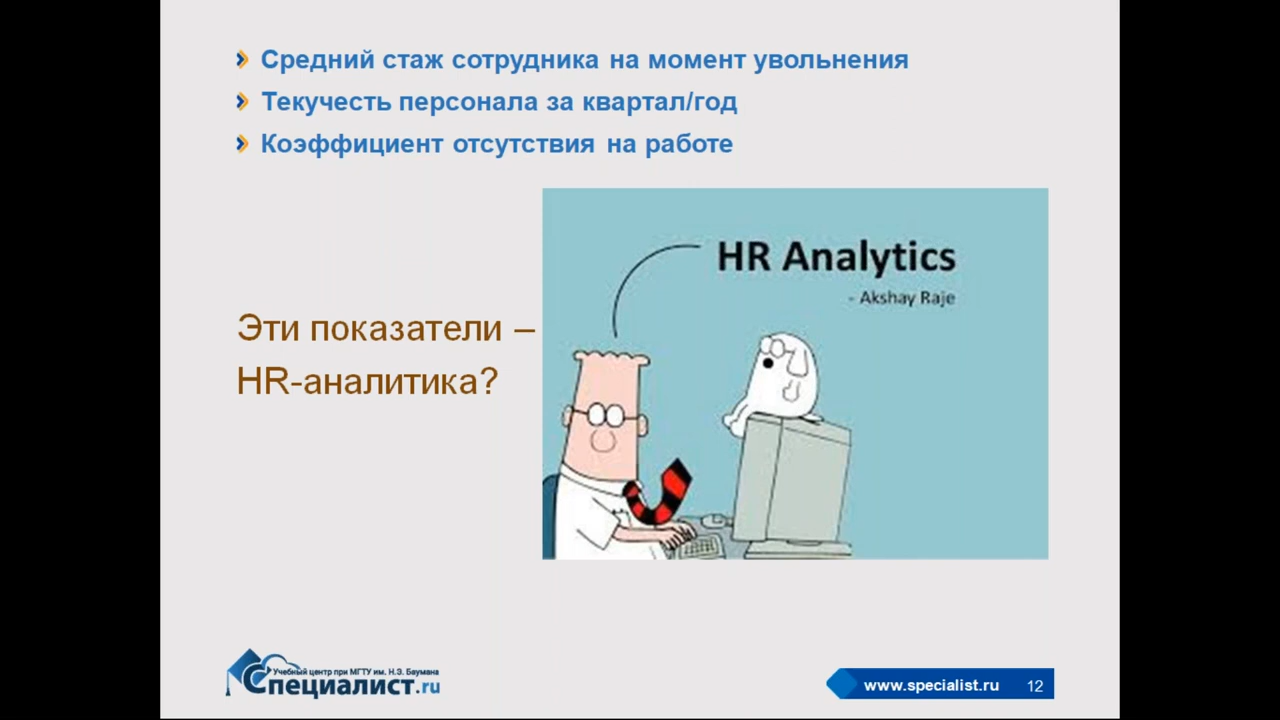 Средний стаж сотрудника на момент увольнения
Текучесть персонала за квартал/год
Коэффициент отсутствия на работе
HR Analytics
- Akshay Raje
Эти показатели –
HR-аналитика?
Учебный центр при МГТУ им. Н.Э. Баумана
Специалист.ru
www.specialist.ru 12